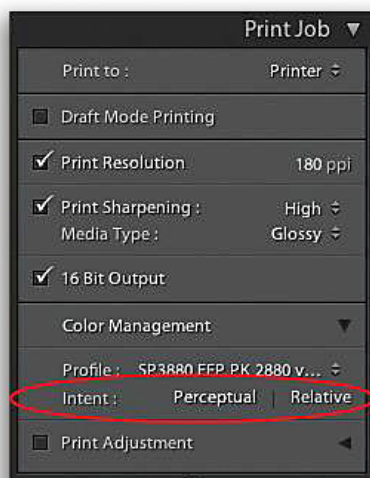 Print Job
Print to : Printer
Draft Mode Printing
Print Resolution 180 ppi
Print Sharpening : High
Media Type : Glossy
16 Bit Output
Color Management
Profile : SP3880 EFP PK 2880 v...
Intent : Perceptual | Relative
Print Adjustment